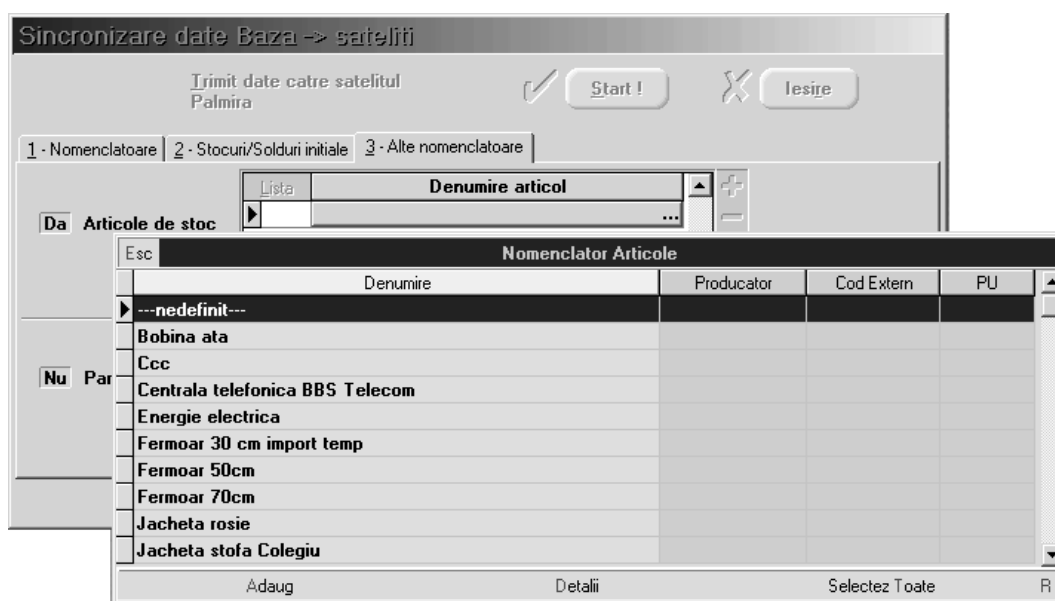 Sincronizare date Baza -> sateliti
Trimit date catre satelitul
Palmira
Start !
Iesire
1 - Nomenclatoare
2 - Stocuri/Solduri initiale
3 - Alte nomenclatoare
Lista
Denumire articol
...
Da Articole de stoc
Esc
Nomenclator Articole
Denumire
Producator
Cod Extern
PU
---nedefinit---
Bobina ata
Ccc
Nu Par
Centrala telefonica BBS Telecom
Energie electrica
Fermoar 30 cm import temp
Fermoar 50cm
Fermoar 70cm
Jacheta rosie
Jacheta stofa Colegiu
Adaug
Detalii
Selectez Toate
R